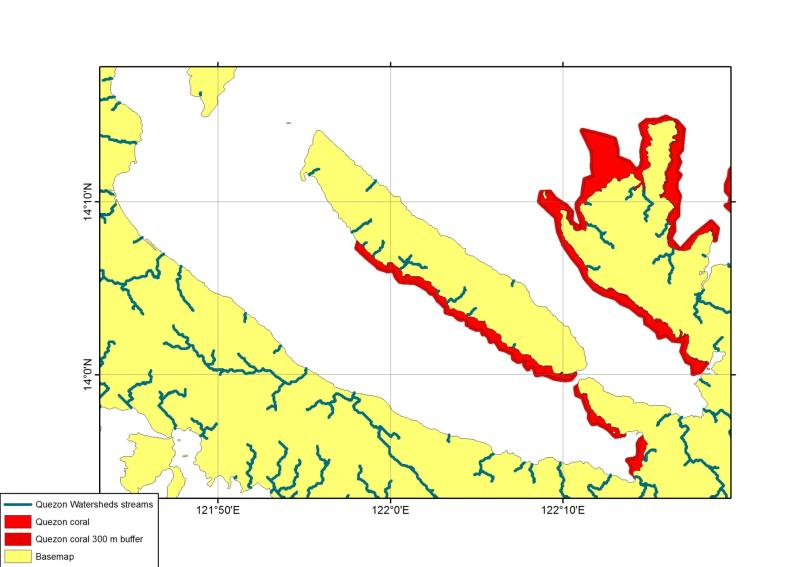 14°10'N
14°0'N
121°50'E
122°0'E
122°10'E
Quezon Watersheds streams
Quezon coral
Quezon coral 300 m buffer
Basemap